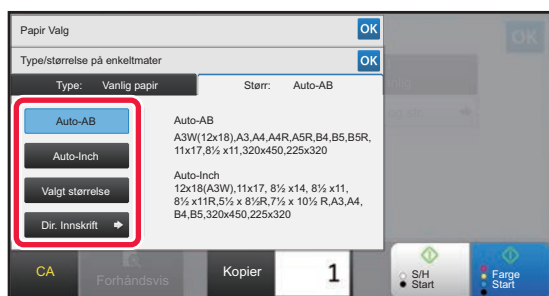 Papir Valg
OK
OK
Type/størrelse på enkeltmater
OK
Type: Vanlig papir
Størr: Auto-AB
Auto-AB
Auto-Inch
Valgt størrelse
Dir. Innskrift
Auto-AB
A3W(12x18),A3,A4,A4R,A5R,B4,B5,B5R,
11x17,8½ x11,320x450,225x320
Auto-Inch
12x18(A3W),11x17, 8½ x14, 8½ x11,
8½ x11R,5½ x 8½R,7½ x 10½ R,A3,A4,
B4,B5,320x450,225x320
CA
Forhåndsvis
Kopier
1
S/H
Start
Farge
Start